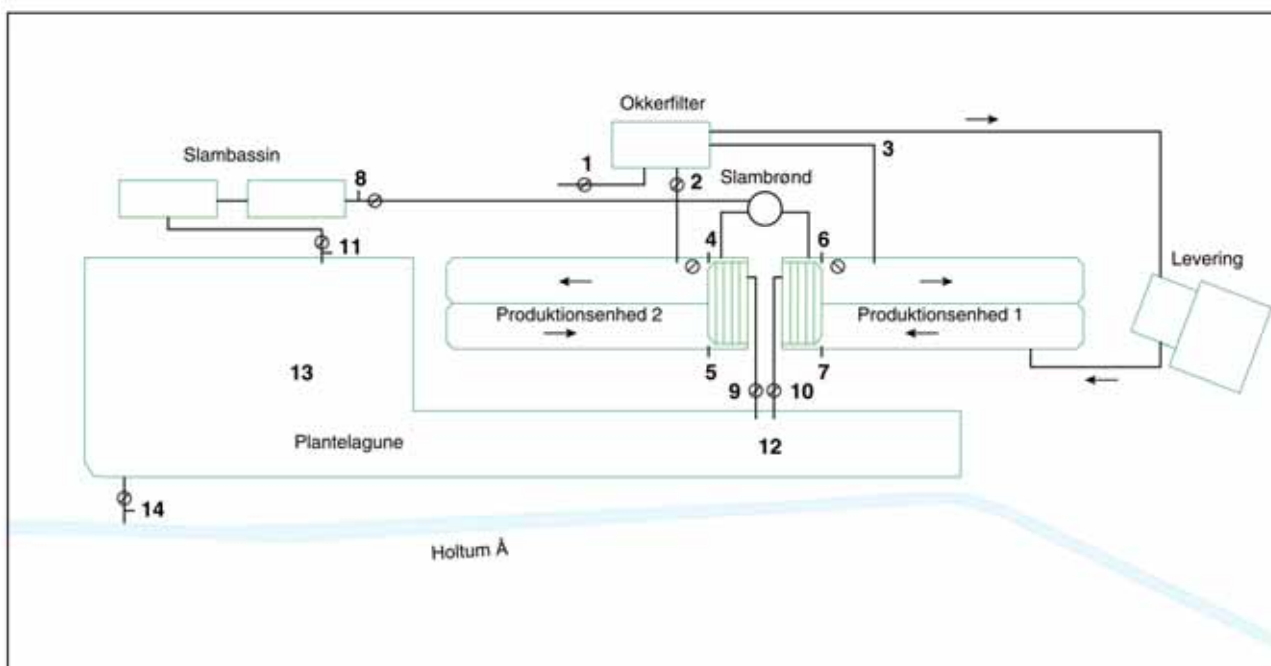 Okkerfilter
Slambassin
1
2
3
8
Slambrønd
4
6
11
Levering
Produktionsenhed 2
Produktionsenhed 1
13
5
7
9
10
Plantelagune
12
14
Holtum Å